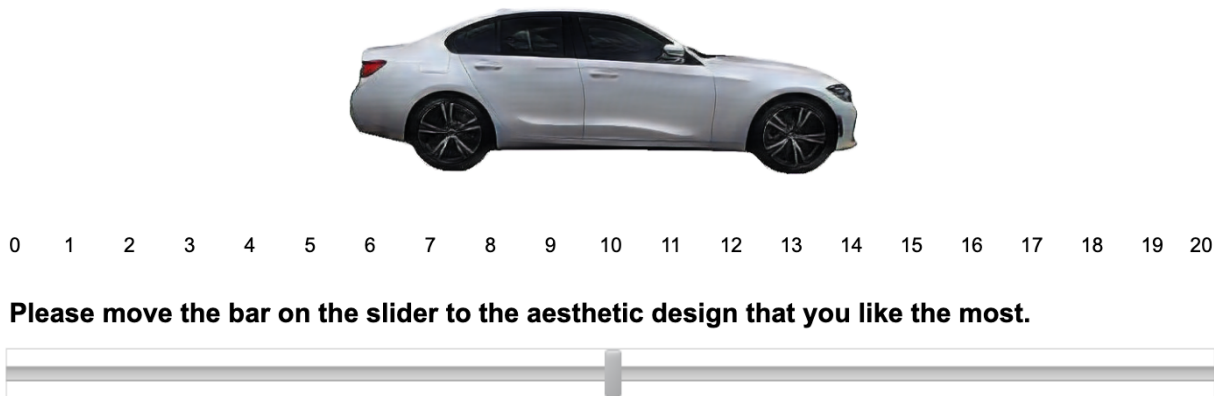 0 1 2 3 4 5 6 7 8 9 10 11 12 13 14 15 16 17 18 19 20
Please move the bar on the slider to the aesthetic design that you like the most.